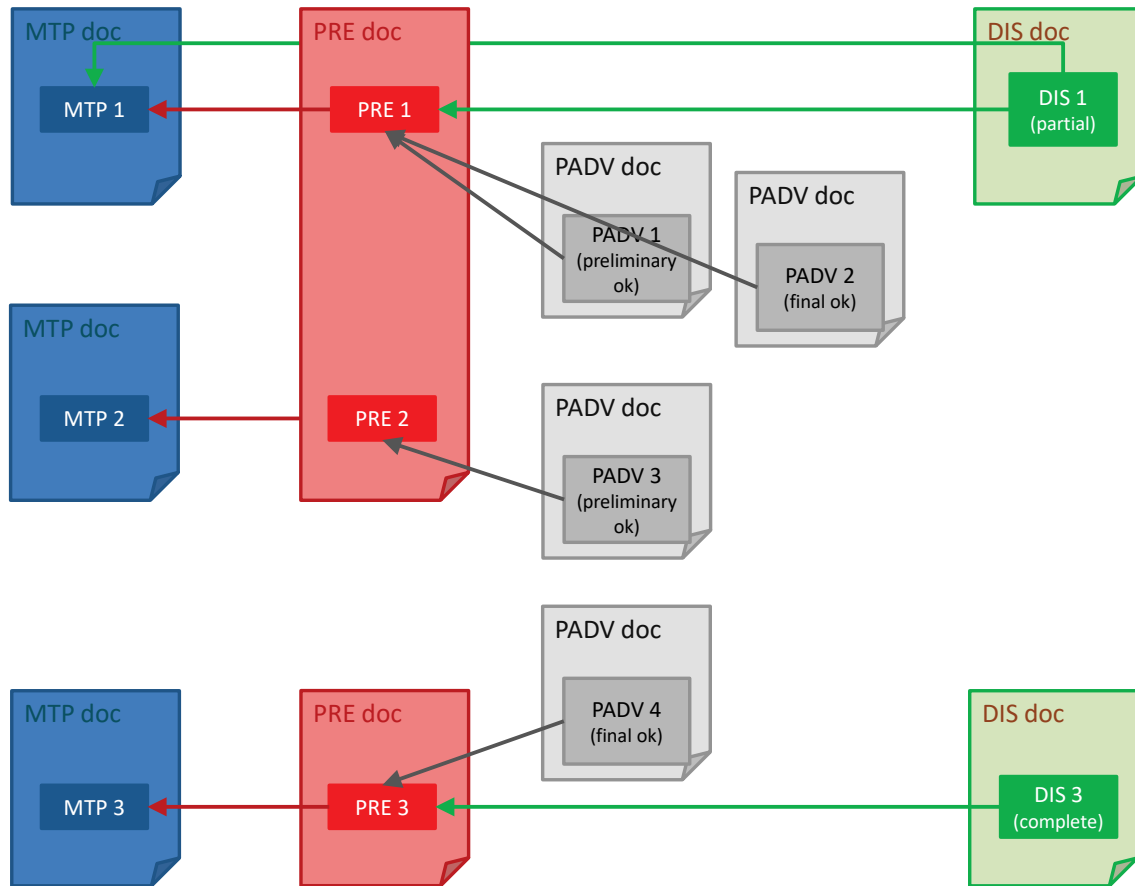 MTP doc
PRE doc
DIS doc
MTP 1
PRE 1
DIS 1
(partial)
PADV doc
PADV 1
(preliminary
ok)
PADV doc
PADV 2
(final ok)
MTP doc
MTP 2
PRE 2
PADV doc
PADV 3
(preliminary
ok)
PADV doc
PADV 4
(final ok)
MTP doc
PRE doc
DIS doc
MTP 3
PRE 3
DIS 3
(complete)